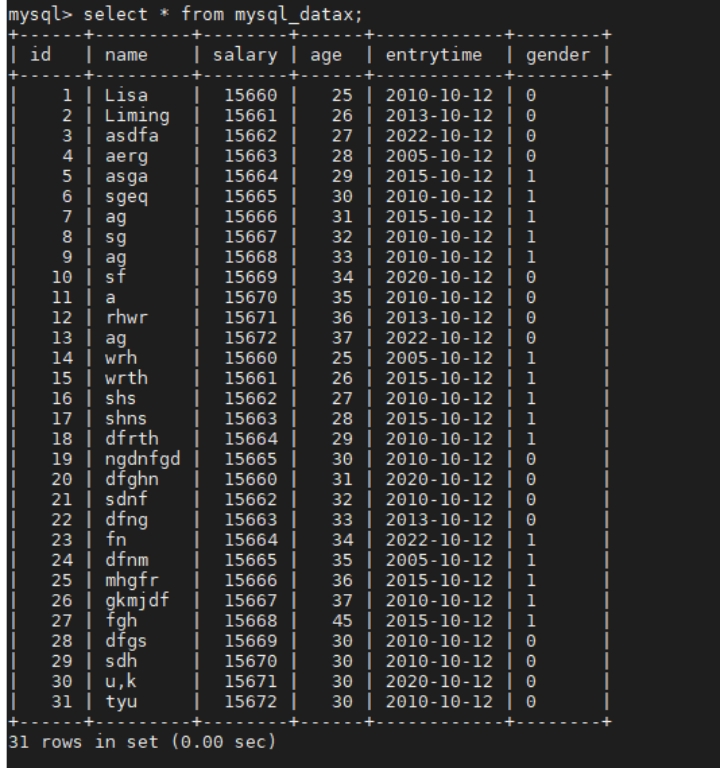 mysql> select * from mysql_datax;
+------+---------+--------+------+------------+--------+
| id   | name    | salary | age  | entrytime  | gender |
+------+---------+--------+------+------------+--------+
|    1 | Lisa    |  15660 |   25 | 2010-10-12 | 0      |
|    2 | Liming  |  15661 |   26 | 2013-10-12 | 0      |
|    3 | asdfa   |  15662 |   27 | 2022-10-12 | 0      |
|    4 | aerg    |  15663 |   28 | 2005-10-12 | 0      |
|    5 | asga    |  15664 |   29 | 2015-10-12 | 1      |
|    6 | sgeq    |  15665 |   30 | 2010-10-12 | 1      |
|    7 | ag      |  15666 |   31 | 2015-10-12 | 1      |
|    8 | sg      |  15667 |   32 | 2010-10-12 | 1      |
|    9 | ag      |  15668 |   33 | 2010-10-12 | 1      |
|   10 | sf      |  15669 |   34 | 2020-10-12 | 0      |
|   11 | a       |  15670 |   35 | 2010-10-12 | 0      |
|   12 | rhwr    |  15671 |   36 | 2013-10-12 | 0      |
|   13 | ag      |  15672 |   37 | 2022-10-12 | 0      |
|   14 | wrh     |  15660 |   25 | 2005-10-12 | 1      |
|   15 | wrth    |  15661 |   26 | 2015-10-12 | 1      |
|   16 | shs     |  15662 |   27 | 2010-10-12 | 1      |
|   17 | shns    |  15663 |   28 | 2015-10-12 | 1      |
|   18 | dfrth   |  15664 |   29 | 2010-10-12 | 1      |
|   19 | ngdnfgd |  15665 |   30 | 2010-10-12 | 0      |
|   20 | dfghn   |  15660 |   31 | 2020-10-12 | 0      |
|   21 | sdnf    |  15662 |   32 | 2010-10-12 | 0      |
|   22 | dfng    |  15663 |   33 | 2013-10-12 | 0      |
|   23 | fn      |  15664 |   34 | 2022-10-12 | 1      |
|   24 | dfnm    |  15665 |   35 | 2005-10-12 | 1      |
|   25 | mhgfr   |  15666 |   36 | 2015-10-12 | 1      |
|   26 | gkmjdf  |  15667 |   37 | 2010-10-12 | 1      |
|   27 | fgh     |  15668 |   45 | 2015-10-12 | 1      |
|   28 | dfgs    |  15669 |   30 | 2010-10-12 | 0      |
|   29 | sdh     |  15670 |   30 | 2010-10-12 | 0      |
|   30 | u,k     |  15671 |   30 | 2020-10-12 | 0      |
|   31 | tyu     |  15672 |   30 | 2010-10-12 | 0      |
+------+---------+--------+------+------------+--------+
31 rows in set (0.00 sec)